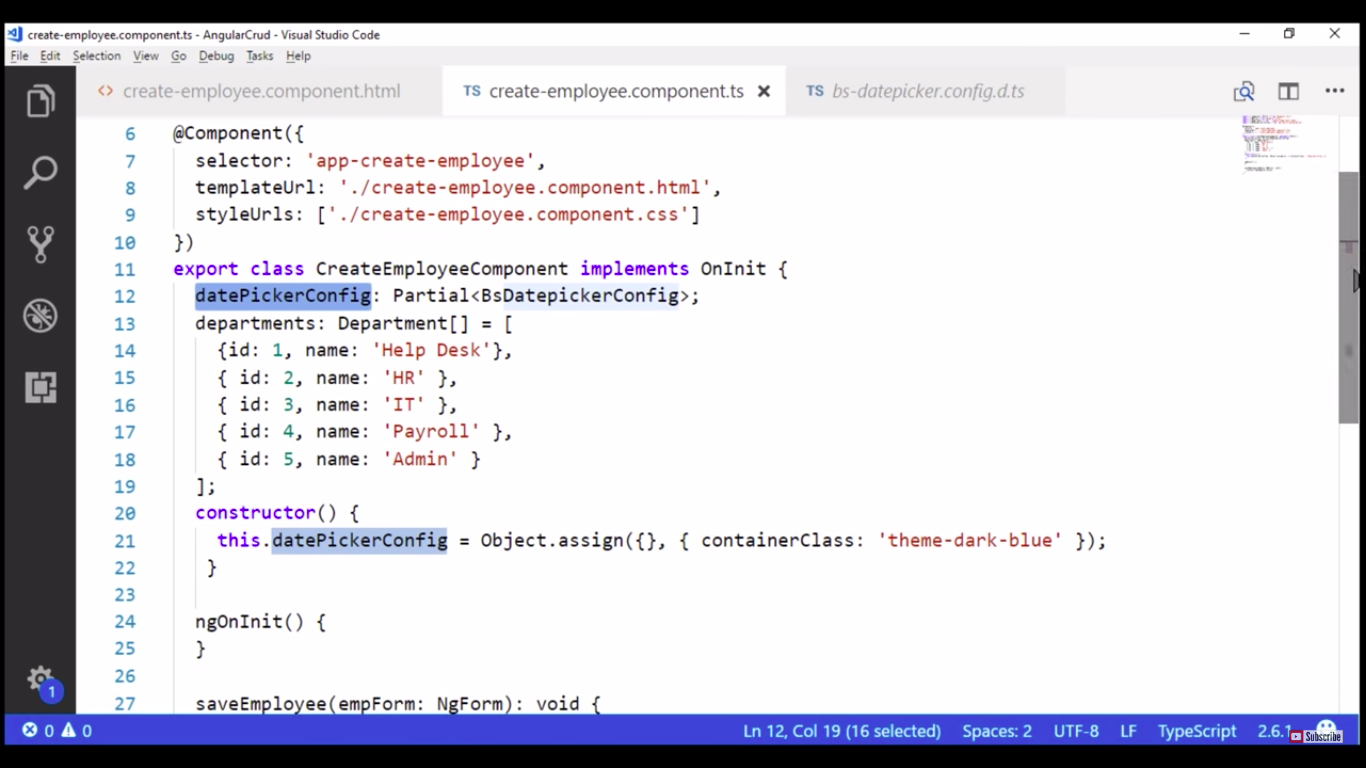 create-employee.component.ts - AngularCrud - Visual Studio Code
File Edit Selection View Go Debug Tasks Help
<> create-employee.component.html TS create-employee.component.ts × TS bs-datepicker.config.d.ts
6 @Component({
7 selector: 'app-create-employee',
8 templateUrl: './create-employee.component.html',
9 styleUrls: ['./create-employee.component.css']
10 })
11 export class CreateEmployeeComponent implements OnInit {
12 datePickerConfig: Partial<BsDatepickerConfig>;
13 departments: Department[] = [
14 {id: 1, name: 'Help Desk'},
15 { id: 2, name: 'HR' },
16 { id: 3, name: 'IT' },
17 { id: 4, name: 'Payroll' },
18 { id: 5, name: 'Admin' }
19 ];
20 constructor() {
21 this.datePickerConfig = Object.assign({}, { containerClass: 'theme-dark-blue' });
22 }
23
24 ngOnInit() {
25 }
26
27 saveEmployee(empForm: NgForm): void {
1
0 0 Ln 12, Col 19 (16 selected) Spaces: 2 UTF-8 LF TypeScript 2.6.1 Subscribe